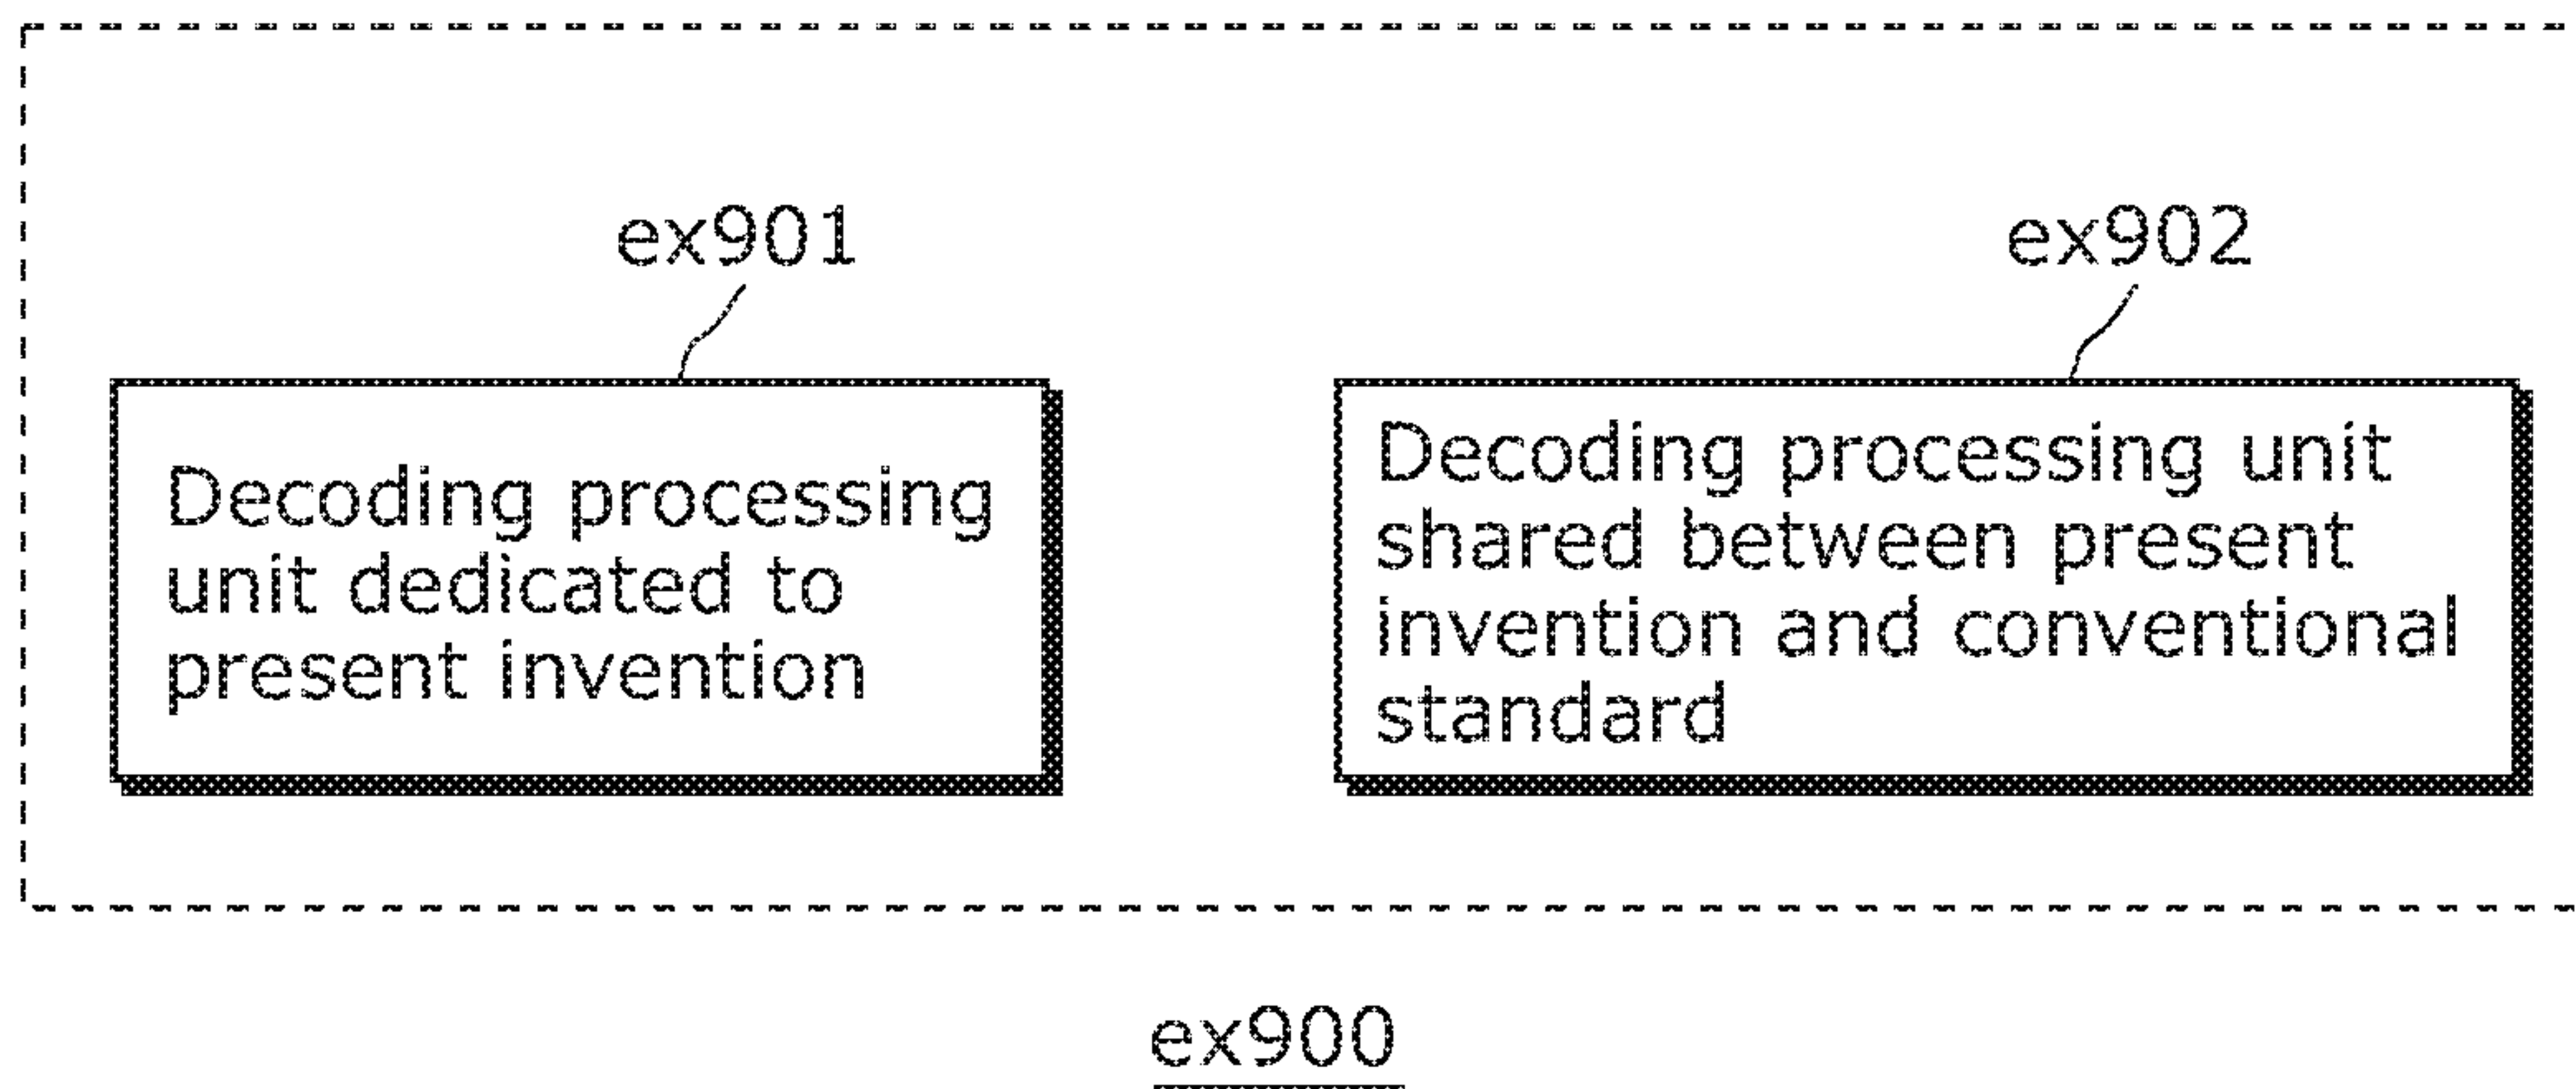 ex901
Decoding processing
unit dedicated to
present invention
ex902
Decoding processing unit
shared between present
invention and conventional
standard
ex900